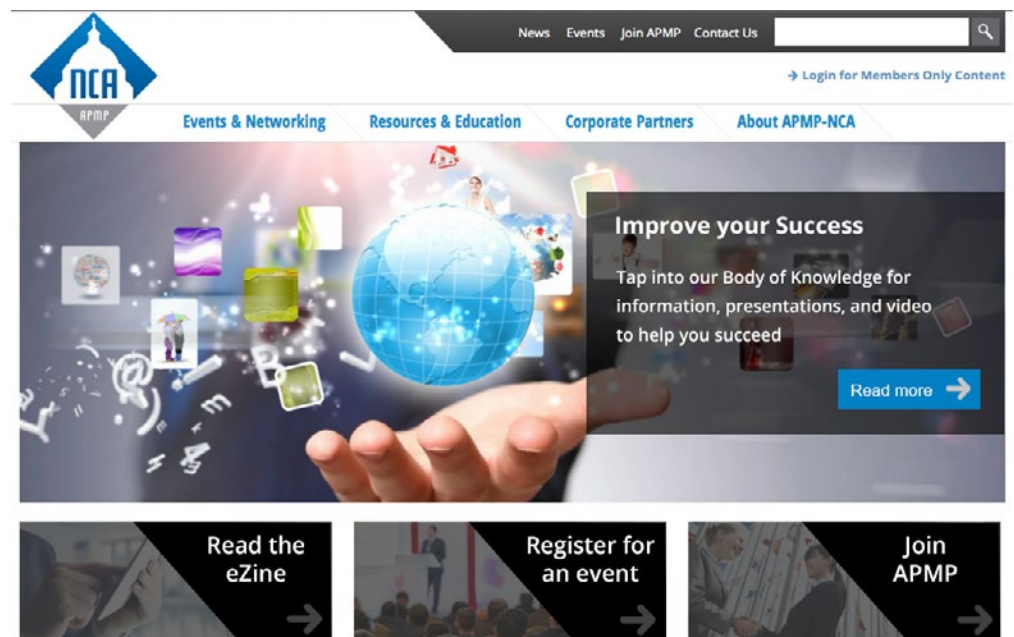 News Events Join APMP Contact Us
→ Login for Members Only Content
NCA
APMP
Events & Networking Resources & Education Corporate Partners About APMP-NCA
Improve your Success
Tap into our Body of Knowledge for
information, presentations, and video
to help you succeed
Read more
@
B
Read the
eZine
Register for
an event
Join
APMP